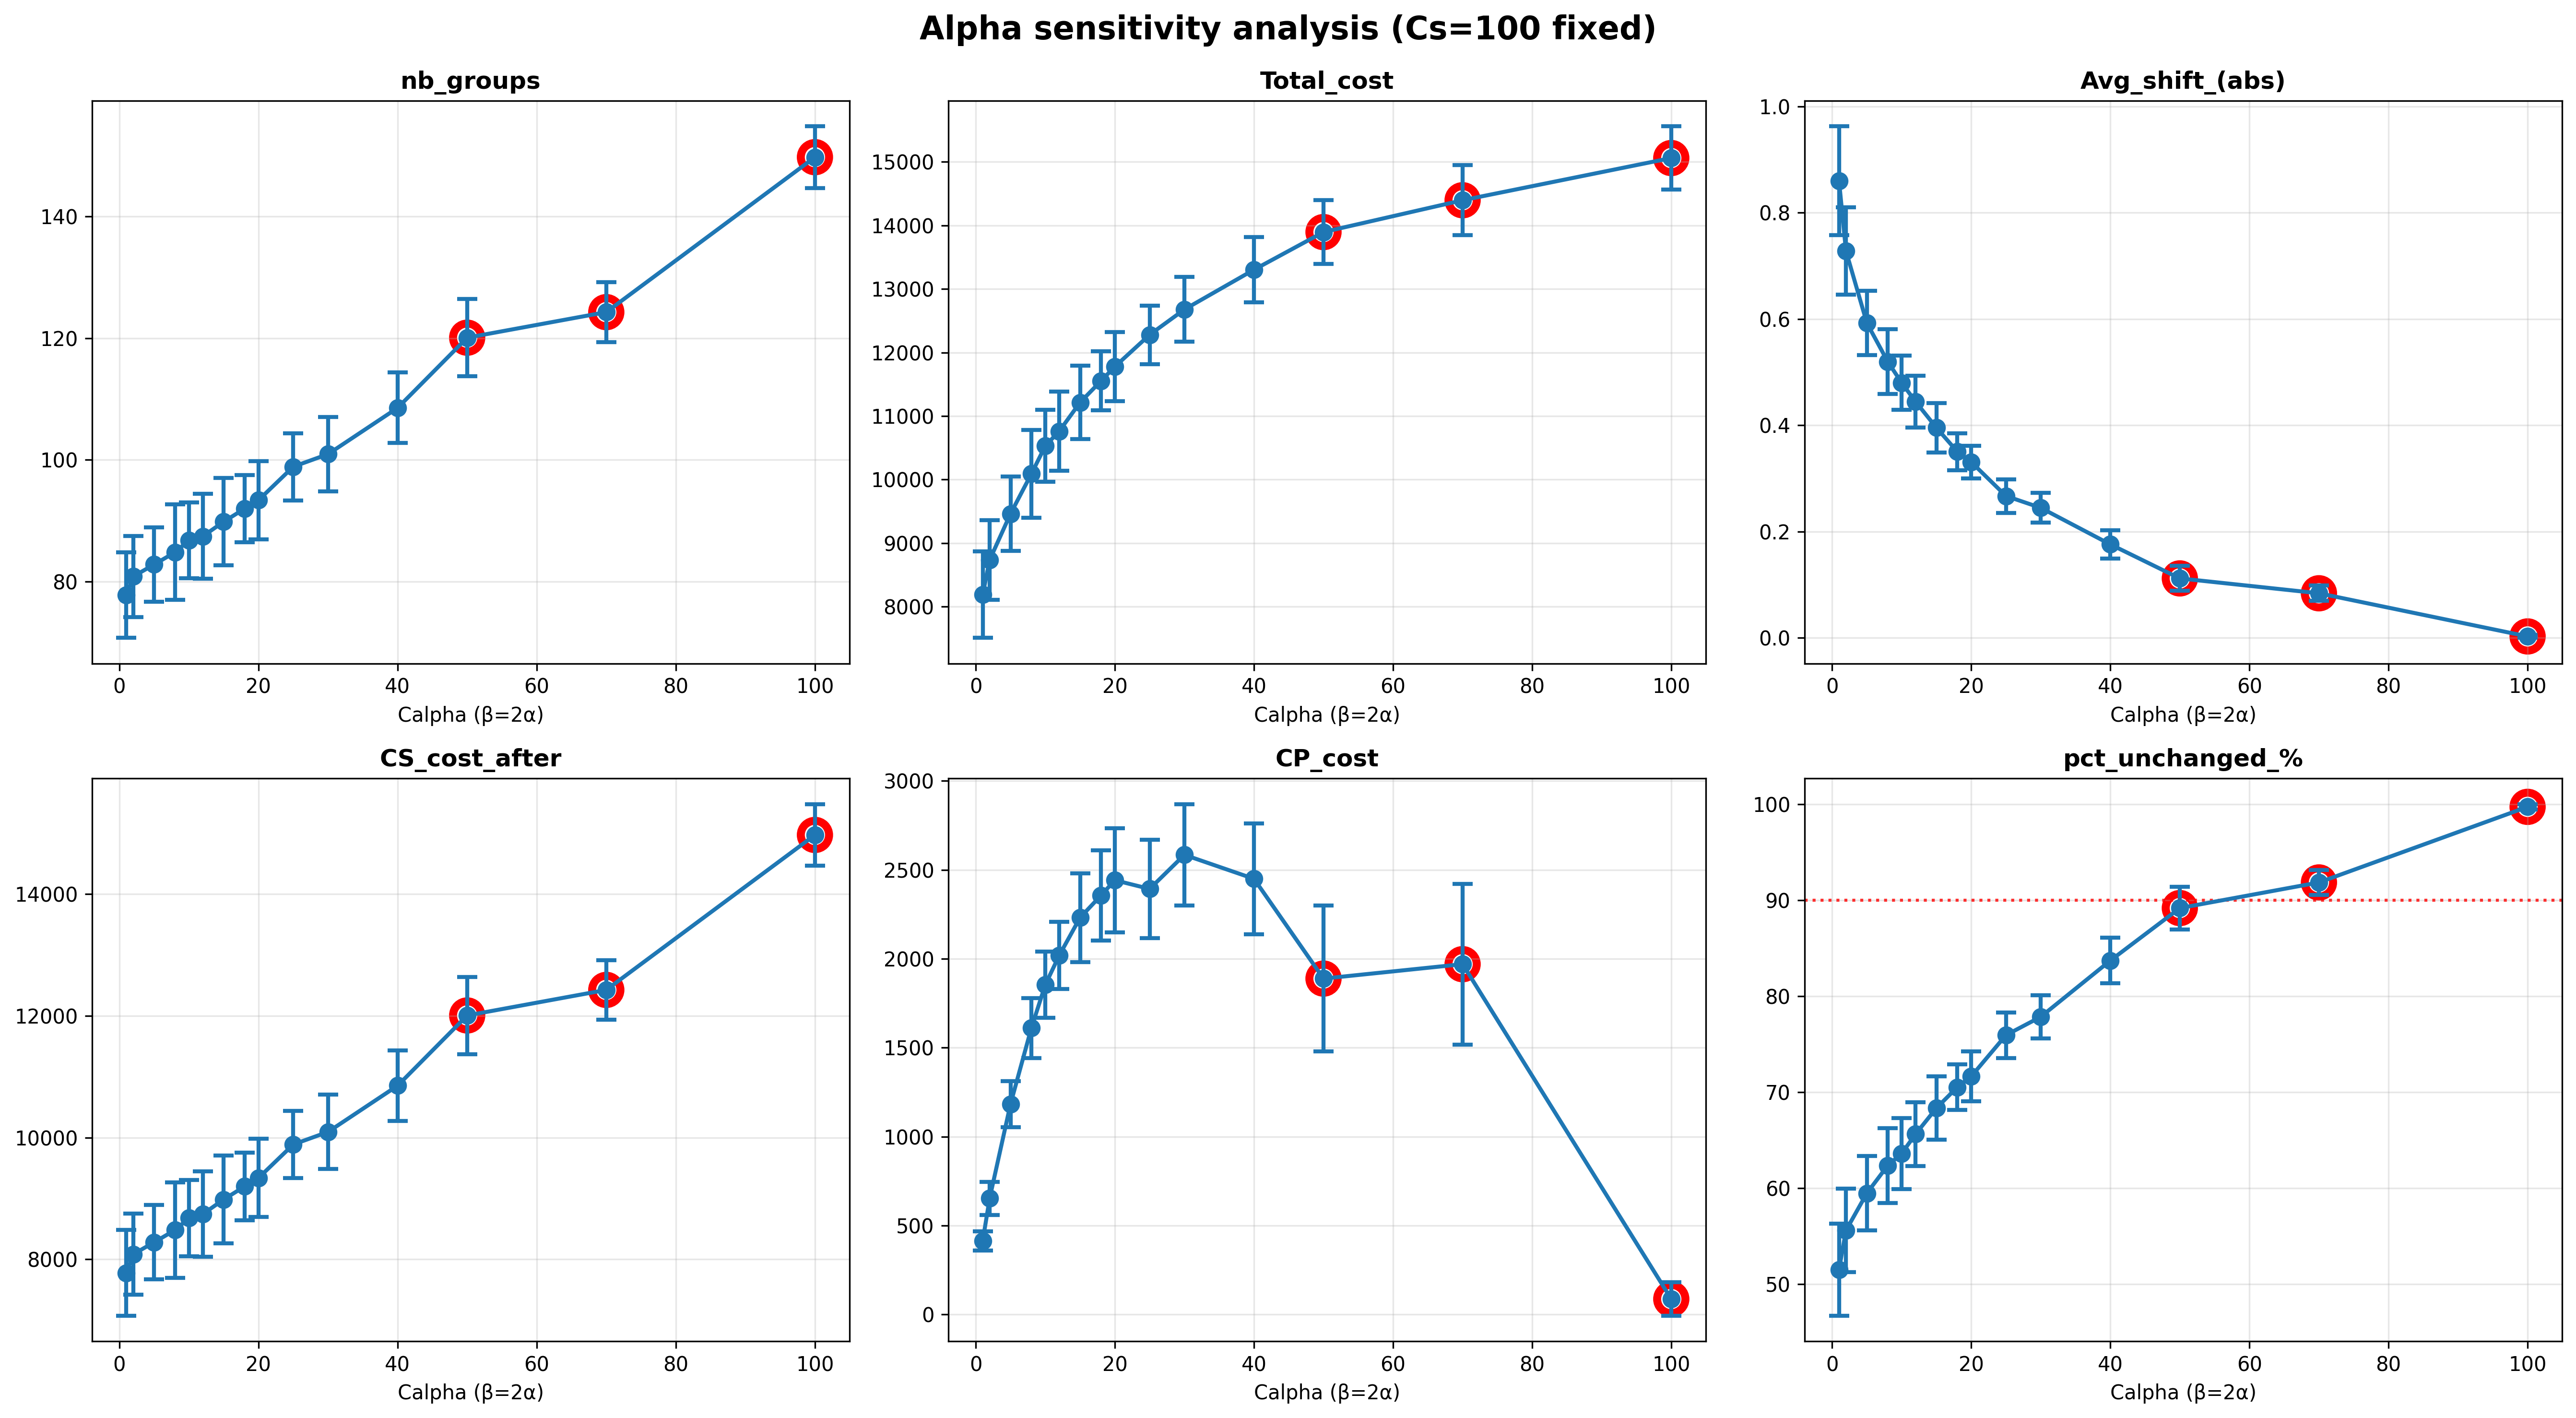 Alpha sensitivity analysis (Cs=100 fixed)
nb_groups
140
120
100
80
0 20 40 60 80 100
Calpha (β=2α)
Total_cost
15000
14000
13000
12000
11000
10000
9000
8000
0 20 40 60 80 100
Calpha (β=2α)
Avg_shift_(abs)
1.0
0.8
0.6
0.4
0.2
0.0
0 20 40 60 80 100
Calpha (β=2α)
CS_cost_after
14000
12000
10000
8000
0 20 40 60 80 100
Calpha (β=2α)
CP_cost
3000
2500
2000
1500
1000
500
0
0 20 40 60 80 100
Calpha (β=2α)
pct_unchanged_%
100
90
80
70
60
50
0 20 40 60 80 100
Calpha (β=2α)